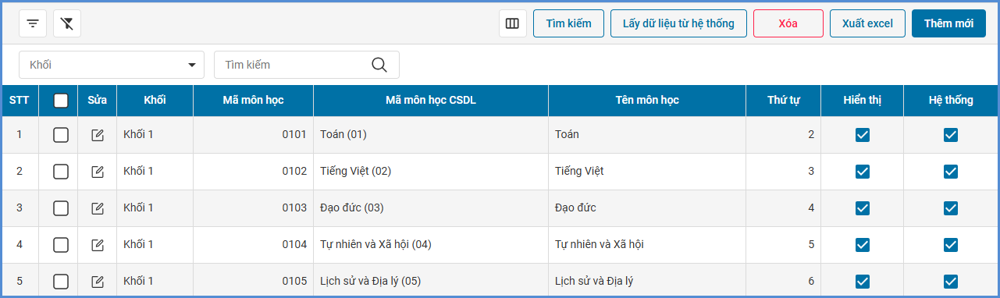 Tìm kiếm Lấy dữ liệu từ hệ thống Xóa Xuất excel Thêm mới
Khối Tìm kiếm
STT Sửa Khối Mã môn học Mã môn học CSDL Tên môn học Thứ tự Hiển thị Hệ thống
1 Khối 1 0101 Toán (01) Toán 2
2 Khối 1 0102 Tiếng Việt (02) Tiếng Việt 3
3 Khối 1 0103 Đạo đức (03) Đạo đức 4
4 Khối 1 0104 Tự nhiên và Xã hội (04) Tự nhiên và Xã hội 5
5 Khối 1 0105 Lịch sử và Địa lý (05) Lịch sử và Địa lý 6